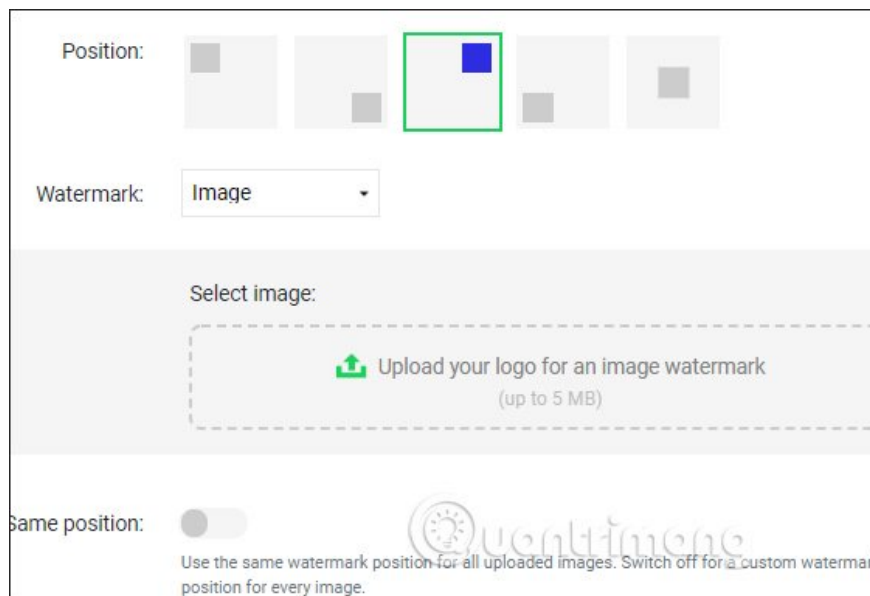 Position:
Watermark:
Image
Select image:
Upload your logo for an image watermark
(up to 5 MB)
Same position:
Quantrimang
Use the same watermark position for all uploaded images. Switch off for a custom watermar
position for every image.